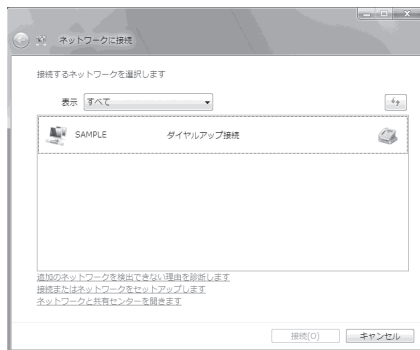 ネットワークに接続
接続するネットワークを選択します
表示 すべて
SAMPLE ダイヤルアップ接続
追加のネットワークを検出できない理由を診断します
接続またはネットワークをセットアップします
ネットワークと共有センターを開きます
接続(O) キャンセル